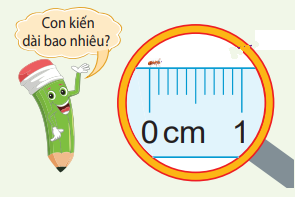 Con kiến
dài bao nhiêu?
0 cm 1